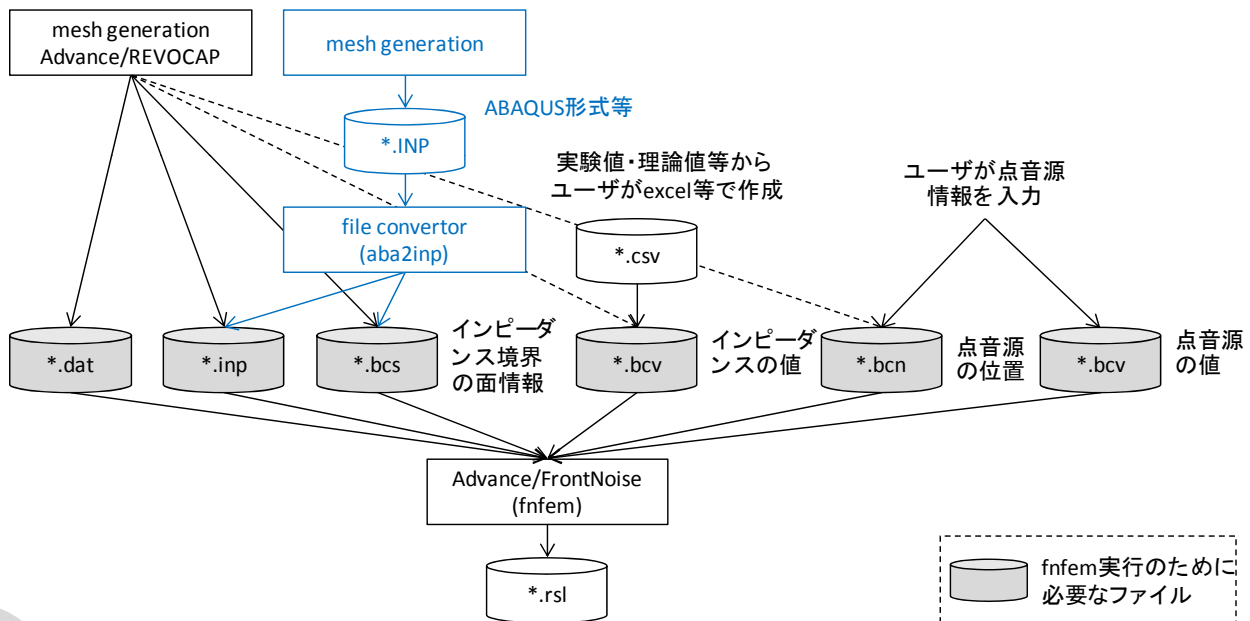 mesh generation
Advance/REVOCAP
mesh generation
ABAQUS形式等
*.INP
実験値・理論値等から
ユーザがexcel等で作成
ユーザが点音源
情報を入力
file convertor
(aba2inp)
*.csv
*.dat
*.inp
*.bcs
インピーダ
ンス境界
の面情報
*.bcv
インピーダ
ンスの値
*.bcn
点音源
の位置
*.bcv
点音源
の値
Advance/FrontNoise
(fnfem)
*.rsl
fnfem実行のために
必要なファイル